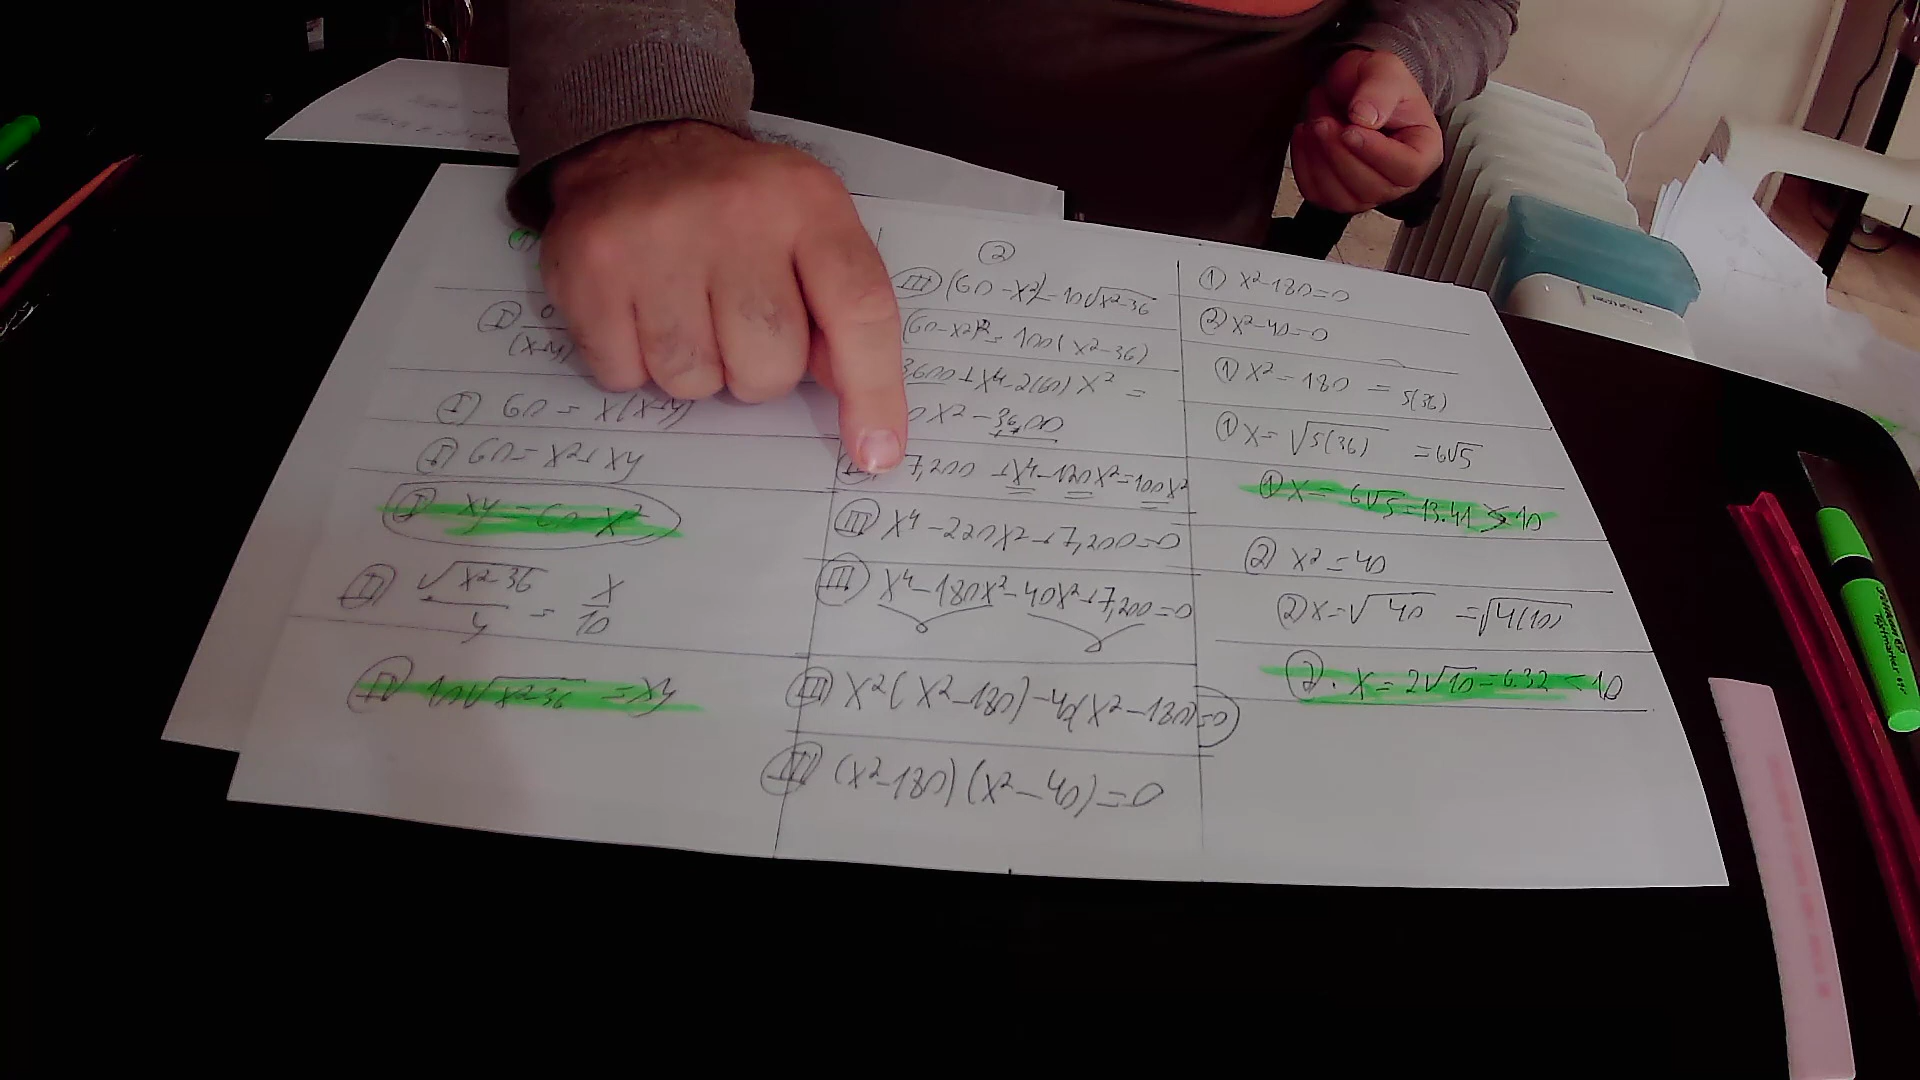 (x+y)
I) 60 = x(x+y)
I) 60 = x²+xy
I) xy = 60-x²
II) √x²-36 / y = x / 10
II) 10√x²-36 = xy
2
III) (60-x²) = 10√x²-36
(60-x²)² = 100(x²-36)
3600+x⁴-2(60)x² =
0x²-3600
7,200 +x⁴-120x²=100x²
III) x⁴-220x²+7,200=0
III) x⁴-180x²-40x²+7,200=0
III) x²(x²-180)-40(x²-180)=0
III) (x²-180)(x²-40)=0
1) x²-180=0
2) x²-40=0
1) x²-180 = 5(36)
1) x=√5(36) =6√5
1) x= 6√5=13.41 > 10
2) x²=40
2) x=√40 =√4(10)
2) x=2√10=6.32 <10